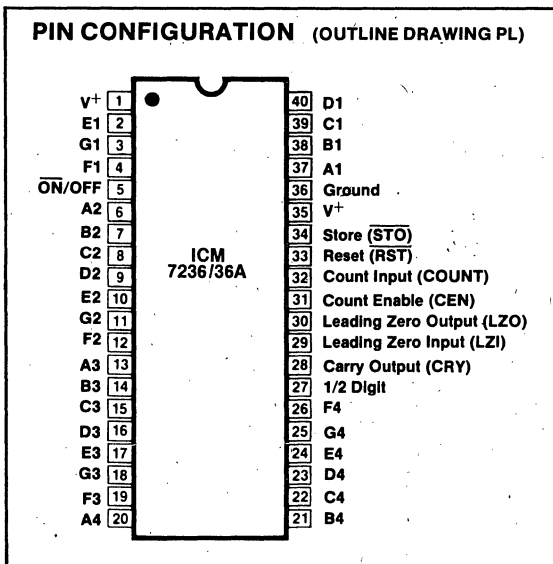 PIN CONFIGURATION (OUTLINE DRAWING PL)
V+ 1
E1 2
G1 3
F1 4
O̅N̅/OFF 5
A2 6
B2 7
C2 8
D2 9
E2 10
G2 11
F2 12
A3 13
B3 14
C3 15
D3 16
E3 17
G3 18
F3 19
A4 20
ICM
7236/36A
40 D1
39 C1
38 B1
37 A1
36 Ground
35 V+
34 Store (S̅T̅O̅)
33 Reset (R̅S̅T̅)
32 Count Input (COUNT)
31 Count Enable (CEN)
30 Leading Zero Output (LZO)
29 Leading Zero Input (LZI)
28 Carry Output (CRY)
27 1/2 Digit
26 F4
25 G4
24 E4
23 D4
22 C4
21 B4